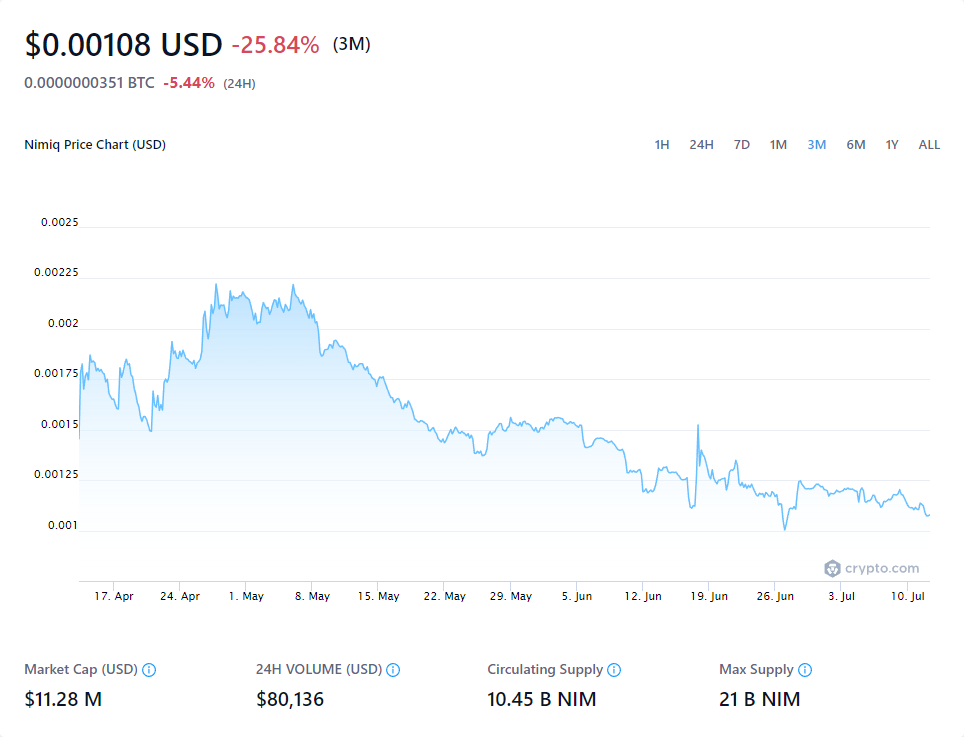 $0.00108 USD -25.84% (3M)
0.0000000351 BTC -5.44% (24H)
Nimiq Price Chart (USD) 1H 24H 7D 1M 3M 6M 1Y ALL
0.0025
0.00225
0.002
0.00175
0.0015
0.00125
0.001
crypto.com
17. Apr 24. Apr 1. May 8. May 15. May 22. May 29. May 5. Jun 12. Jun 19. Jun 26. Jun 3. Jul 10. Jul
Market Cap (USD) 24H VOLUME (USD) Circulating Supply Max Supply
$11.28 M $80,136 10.45 B NIM 21 B NIM